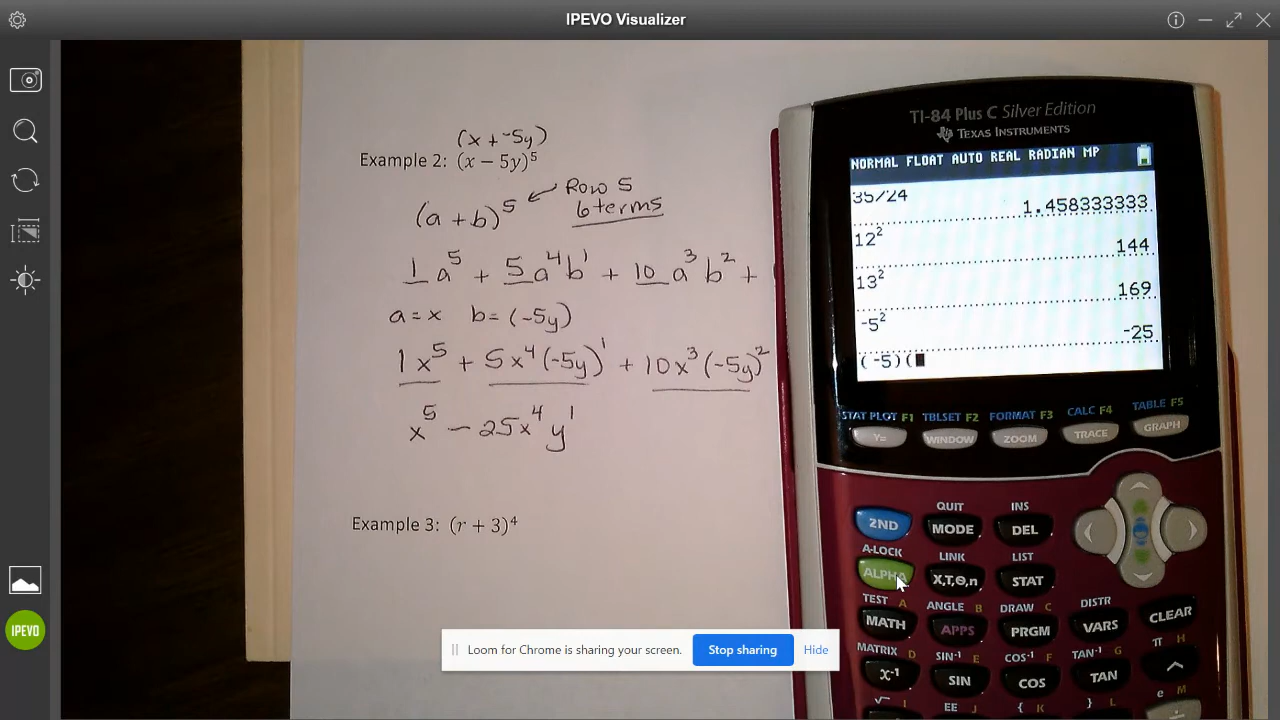 IPEVO Visualizer
(x + -5y)
Example 2: (x − 5y)⁵
(a + b)⁵ ← Row 5
6 terms
1 a⁵ + 5 a⁴b¹ + 10 a³b² +
a = x b = (-5y)
1x⁵ + 5x⁴(-5y)¹ + 10x³(-5y)²
x⁵ − 25x⁴y¹
Example 3: (r + 3)⁴
TI-84 Plus C Silver Edition
TEXAS INSTRUMENTS
NORMAL FLOAT AUTO REAL RADIAN MP
35/24
1.458333333
12²
144
13²
169
-5²
-25
(-5)(
STAT PLOT F1 TBLSET F2 FORMAT F3 CALC F4 TABLE F5
Y= WINDOW ZOOM TRACE GRAPH
QUIT INS
2ND MODE DEL
A-LOCK LINK LIST
ALPHA X,T,Θ,n STAT
TEST A ANGLE B DRAW C DISTR
MATH APPS PRGM VARS CLEAR
MATRIX D SIN⁻¹ E COS⁻¹ F TAN⁻¹ G π H
X⁻¹ SIN COS TAN ^
√ I EE J { K } L e M
IPEVO
Loom for Chrome is sharing your screen. Stop sharing Hide